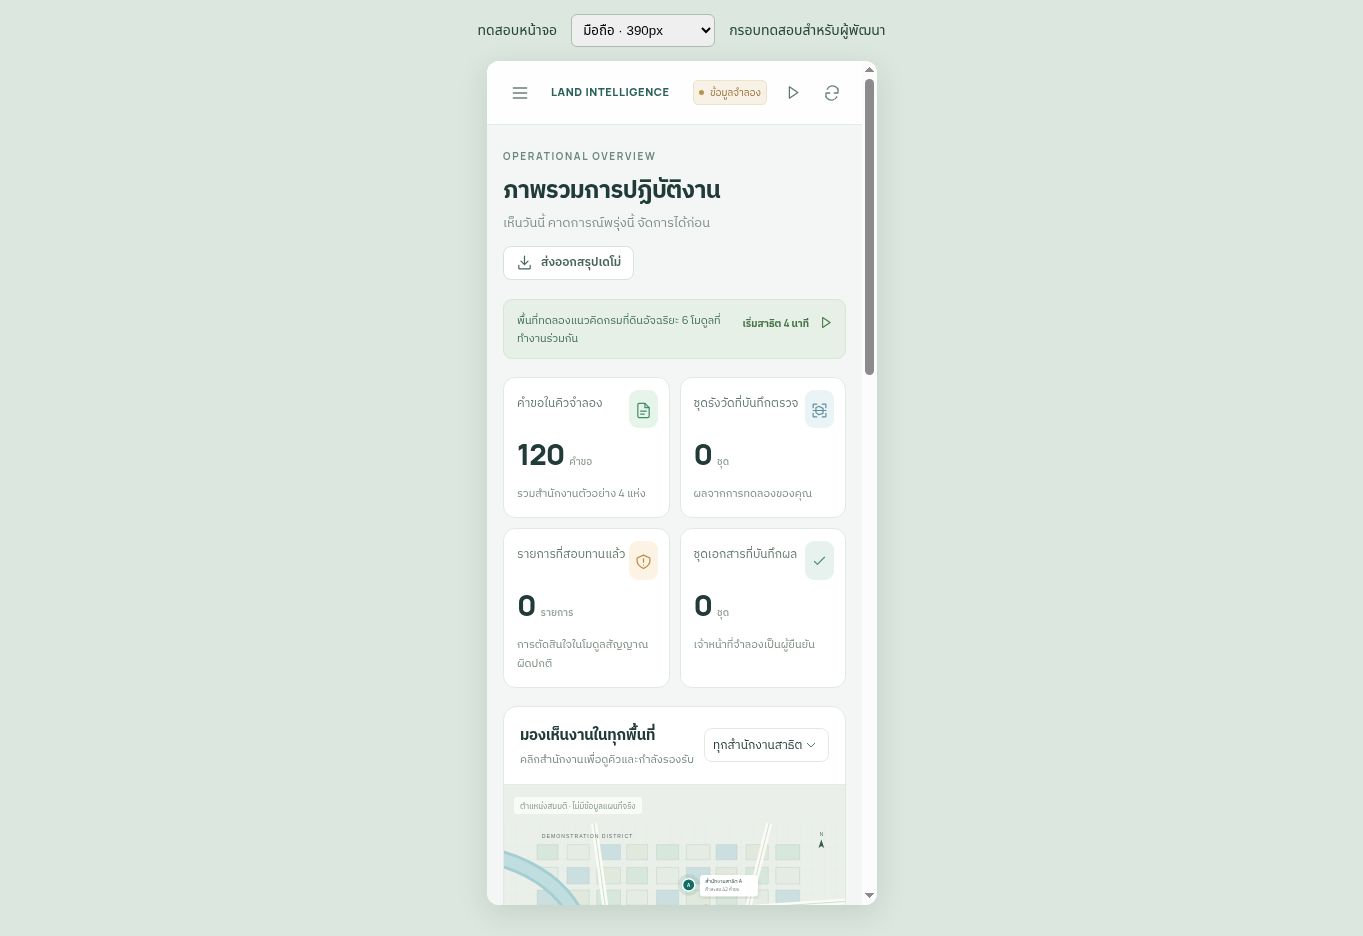 ทดสอบหน้าจอ
มือถือ · 390px
กรอบทดสอบสำหรับผู้พัฒนา
LAND INTELLIGENCE
ข้อมูลจำลอง
OPERATIONAL OVERVIEW
ภาพรวมการปฏิบัติงาน
เห็นวันนี้ คาดการณ์พรุ่งนี้ จัดการได้ก่อน
ส่งออกสรุปเดโม่
พื้นที่ทดลองแนวคิดกรมที่ดินอัจฉริยะ 6 โมดูลที่
ทำงานร่วมกัน
เริ่มสาธิต 4 นาที
คำขอในคิวจำลอง
120 คำขอ
รวมสำนักงานตัวอย่าง 4 แห่ง
ชุดรังวัดที่บันทึกตรวจ
0 ชุด
ผลจากการทดลองของคุณ
รายการที่สอบทานแล้ว
0 รายการ
การตัดสินใจในโมดูลสัญญาณ
ผิดปกติ
ชุดเอกสารที่บันทึกผล
0 ชุด
เจ้าหน้าที่จำลองเป็นผู้ยืนยัน
มองเห็นงานในทุกพื้นที่
คลิกสำนักงานเพื่อดูคิวและกำลังรองรับ
ทุกสำนักงานสาธิต
ตำแหน่งสมมติ · ไม่มีข้อมูลแผนที่จริง
DEMONSTRATION DISTRICT
N
A
สำนักงานสาธิต A